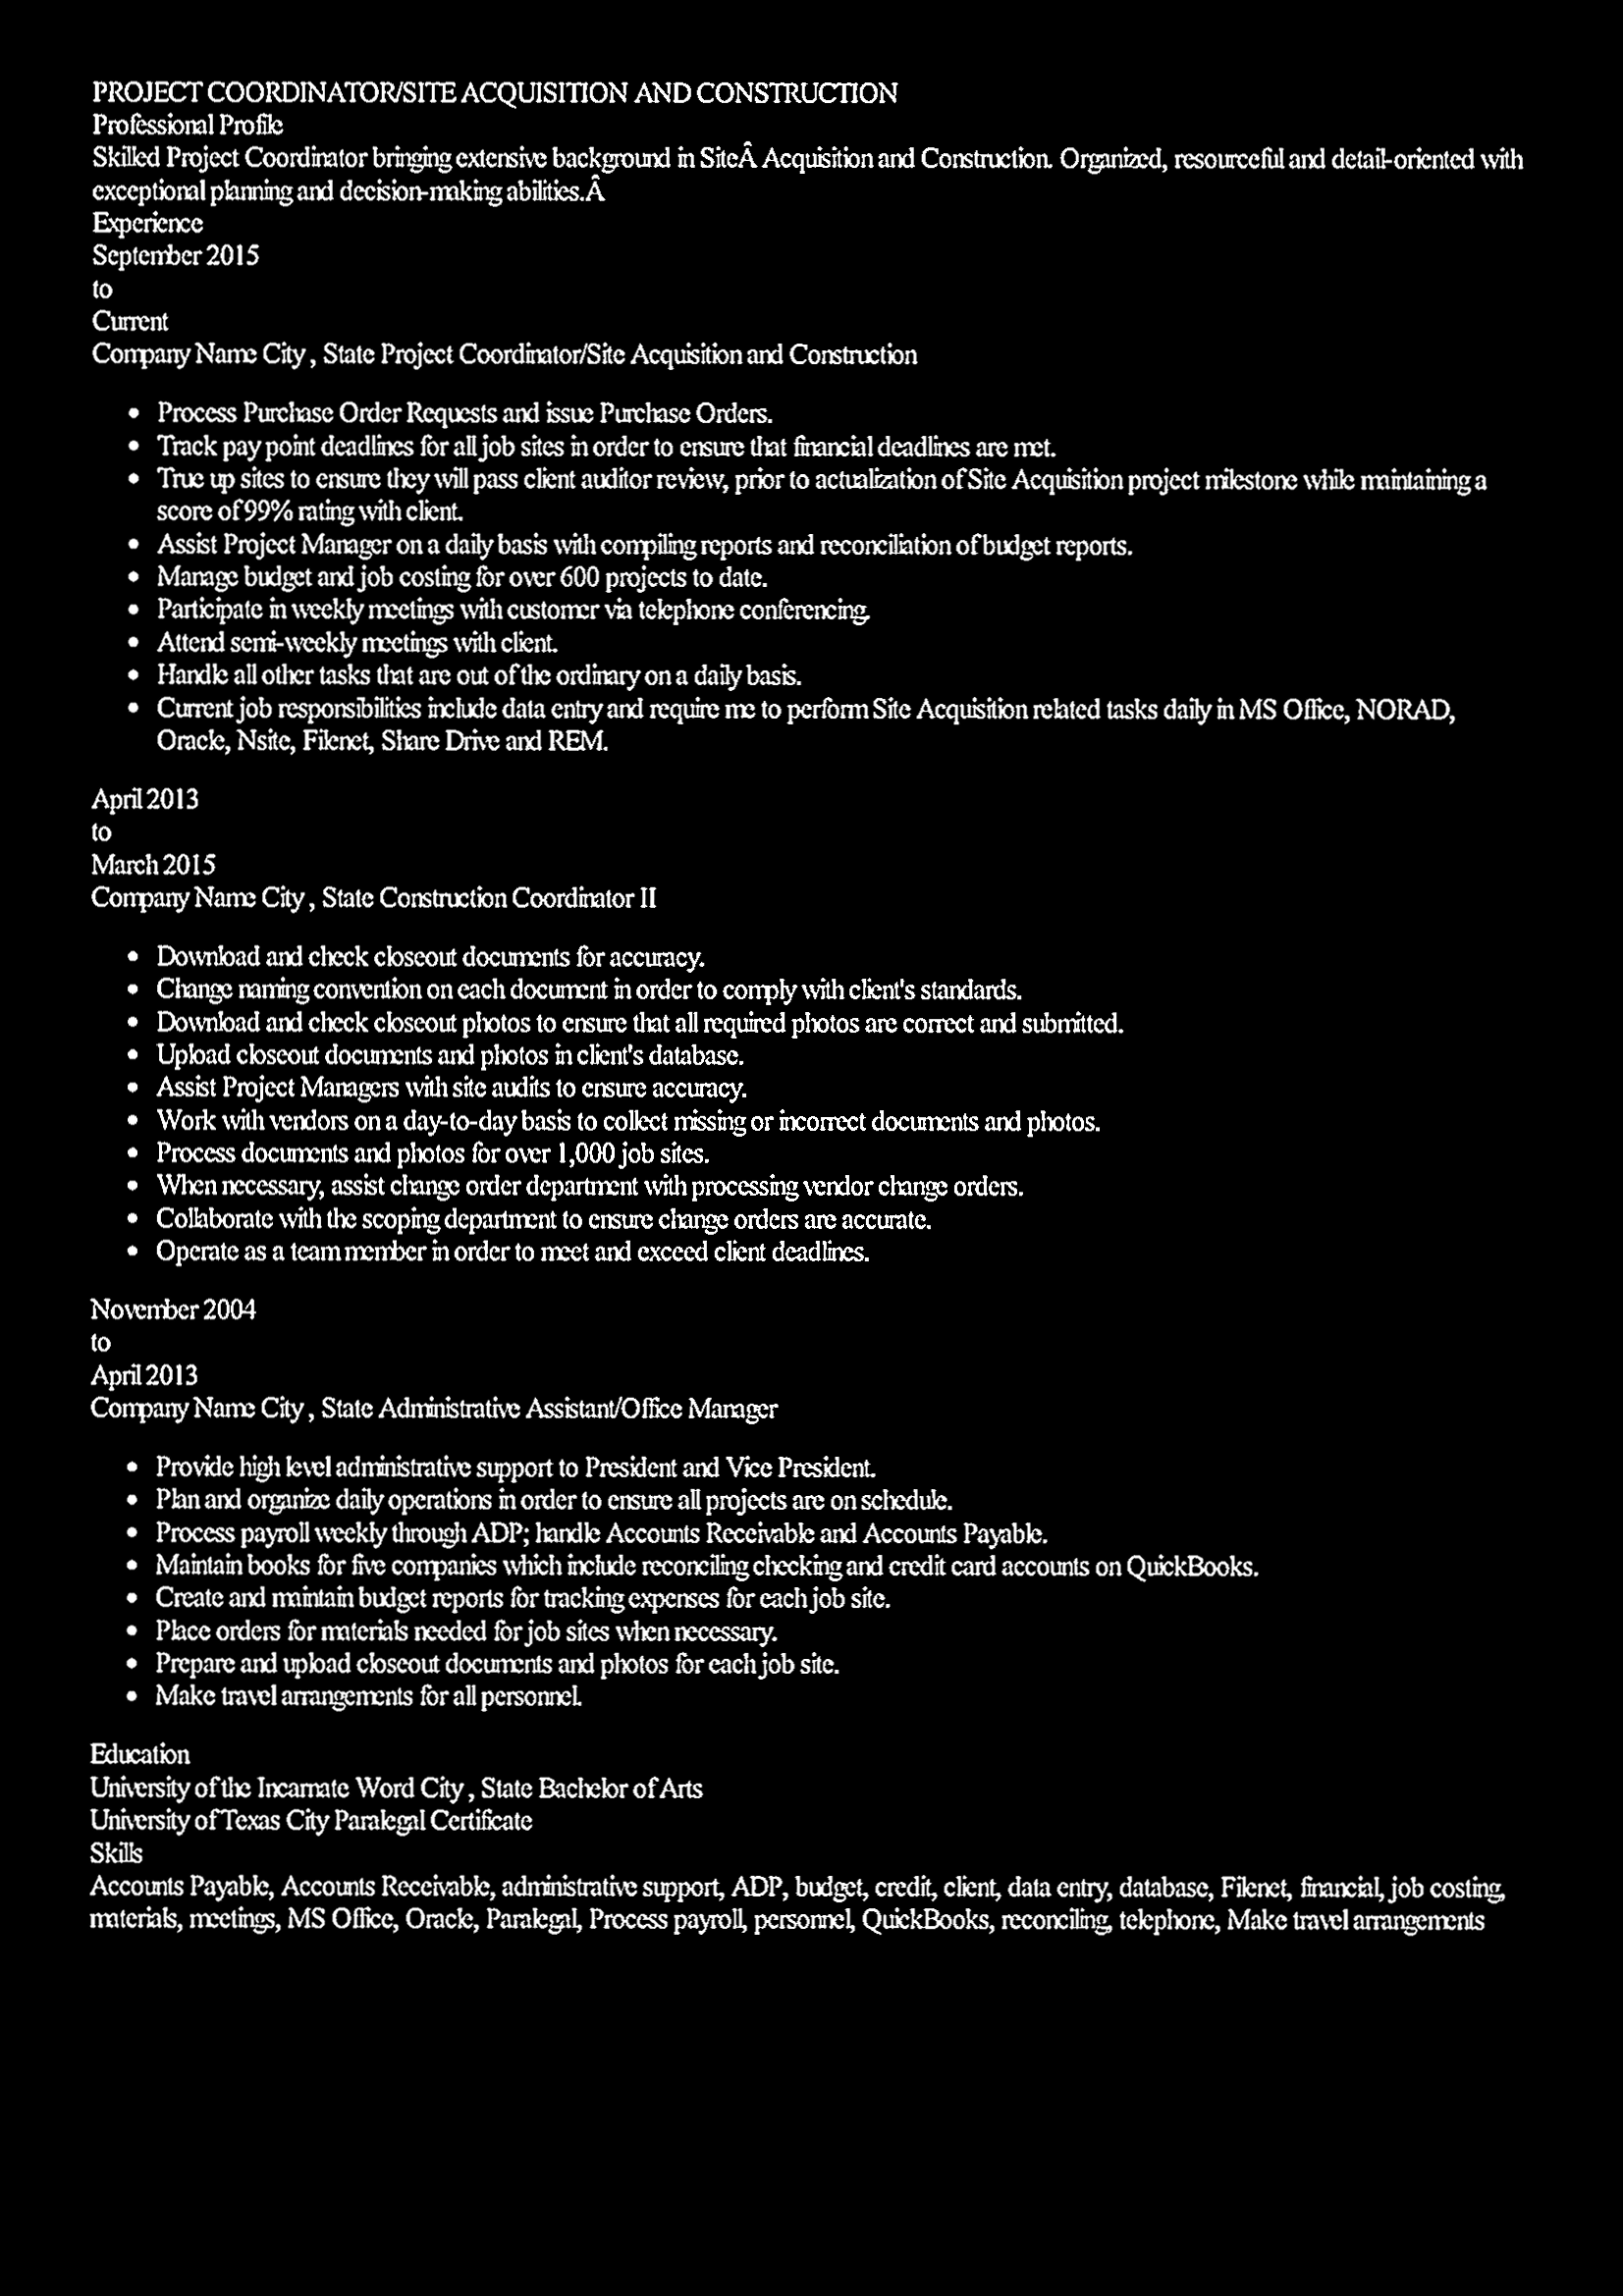 PROJECT COORDINATOR/SITE ACQUISITION AND CONSTRUCTION
Professional Profile
Skilled Project Coordinator bringing extensive background in SiteÂ Acquisition and Construction. Organized, resourceful and detail-oriented with
exceptional planning and decision-making abilities.Â
Experience
September 2015
to
Current
Company Name City , State Project Coordinator/Site Acquisition and Construction
• Process Purchase Order Requests and issue Purchase Orders.
• Track pay point deadlines for all job sites in order to ensure that financial deadlines are met.
• True up sites to ensure they will pass client auditor review, prior to actualization of Site Acquisition project milestone while maintaining a
score of 99% rating with client.
• Assist Project Manager on a daily basis with compiling reports and reconciliation of budget reports.
• Manage budget and job costing for over 600 projects to date.
• Participate in weekly meetings with customer via telephone conferencing.
• Attend semi-weekly meetings with client.
• Handle all other tasks that are out of the ordinary on a daily basis.
• Current job responsibilities include data entry and require me to perform Site Acquisition related tasks daily in MS Office, NORAD,
Oracle, Nsite, Filenet, Share Drive and REM.
April 2013
to
March 2015
Company Name City , State Construction Coordinator II
• Download and check closeout documents for accuracy.
• Change naming convention on each document in order to comply with client's standards.
• Download and check closeout photos to ensure that all required photos are correct and submitted.
• Upload closeout documents and photos in client's database.
• Assist Project Managers with site audits to ensure accuracy.
• Work with vendors on a day-to-day basis to collect missing or incorrect documents and photos.
• Process documents and photos for over 1,000 job sites.
• When necessary, assist change order department with processing vendor change orders.
• Collaborate with the scoping department to ensure change orders are accurate.
• Operate as a team member in order to meet and exceed client deadlines.
November 2004
to
April 2013
Company Name City , State Administrative Assistant/Office Manager
• Provide high level administrative support to President and Vice President.
• Plan and organize daily operations in order to ensure all projects are on schedule.
• Process payroll weekly through ADP; handle Accounts Receivable and Accounts Payable.
• Maintain books for five companies which include reconciling checking and credit card accounts on QuickBooks.
• Create and maintain budget reports for tracking expenses for each job site.
• Place orders for materials needed for job sites when necessary.
• Prepare and upload closeout documents and photos for each job site.
• Make travel arrangements for all personnel.
Education
University of the Incarnate Word City , State Bachelor of Arts
University of Texas City Paralegal Certificate
Skills
Accounts Payable, Accounts Receivable, administrative support, ADP, budget, credit, client, data entry, database, Filenet, financial, job costing,
materials, meetings, MS Office, Oracle, Paralegal, Process payroll, personnel, QuickBooks, reconciling, telephone, Make travel arrangements